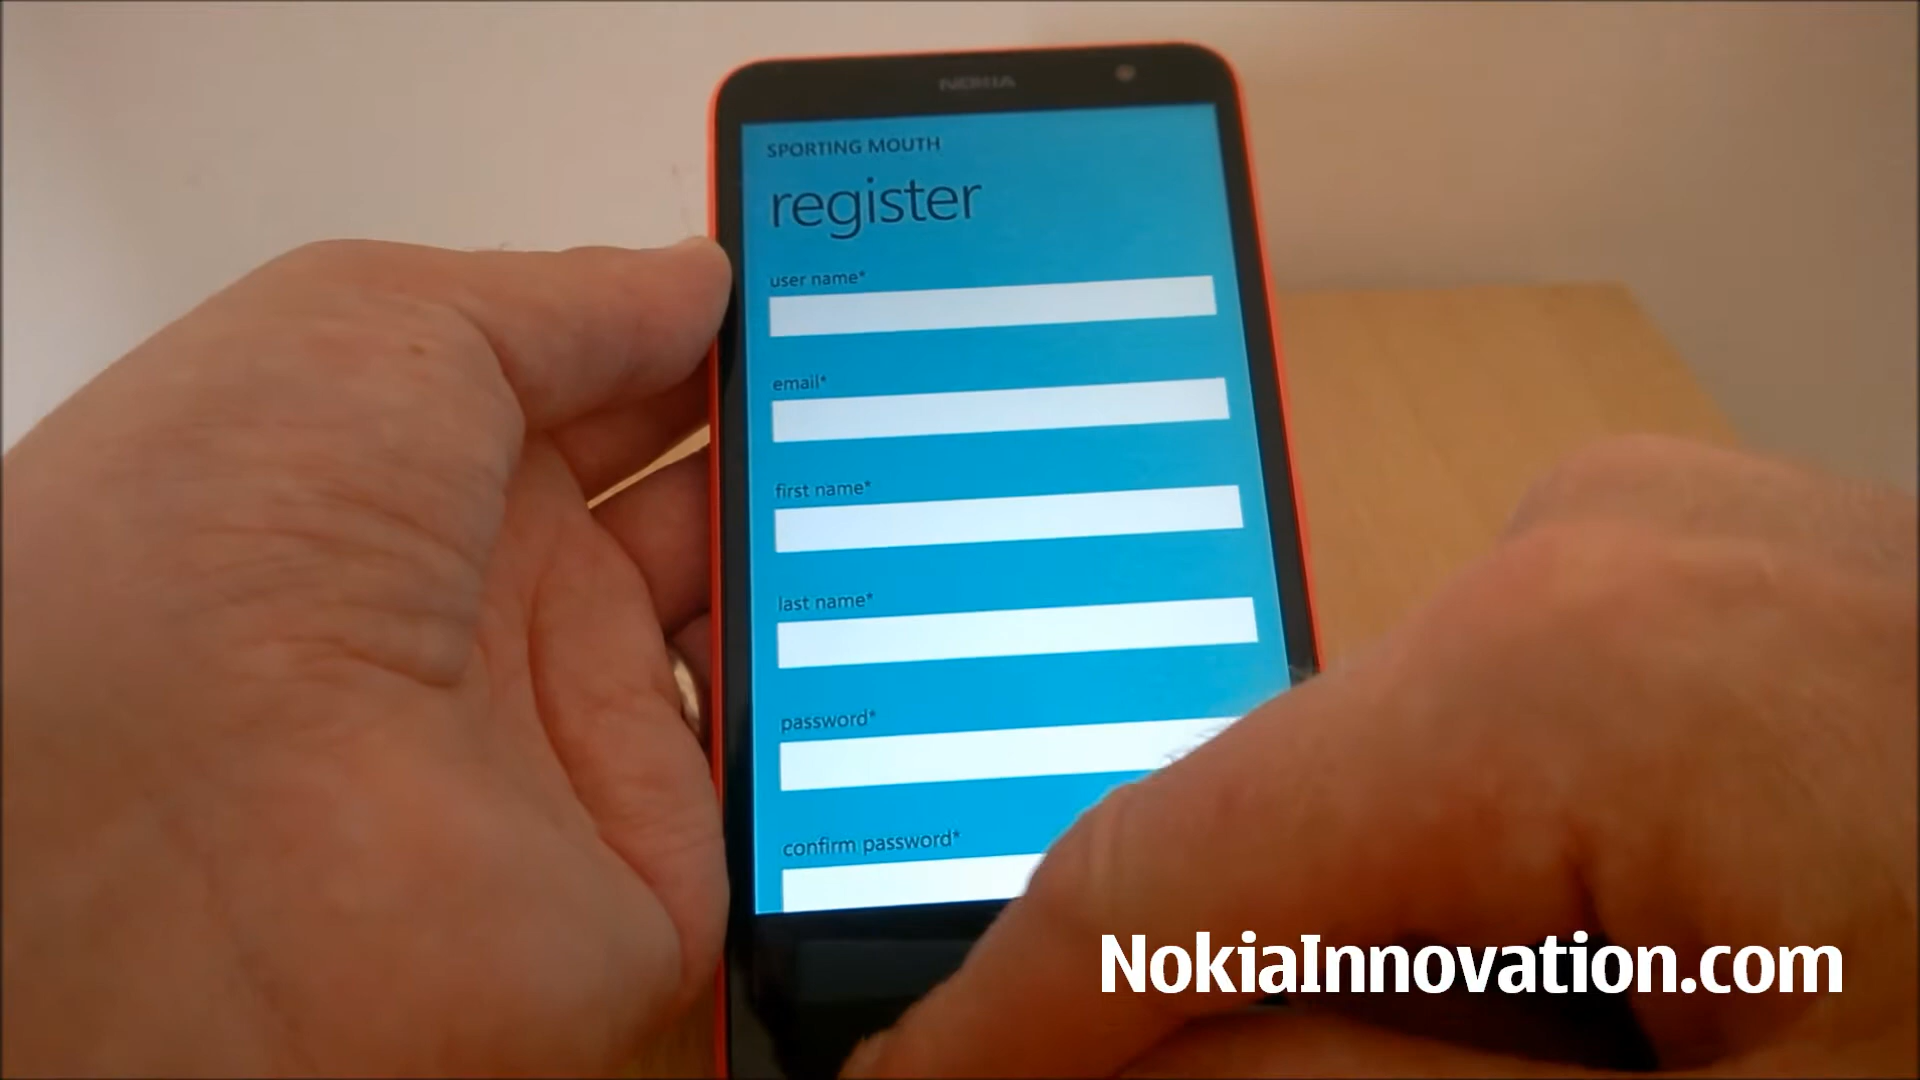 NOKIA
SPORTING MOUTH
register
user name*
email*
first name*
last name*
password*
confirm password*
NokiaInnovation.com